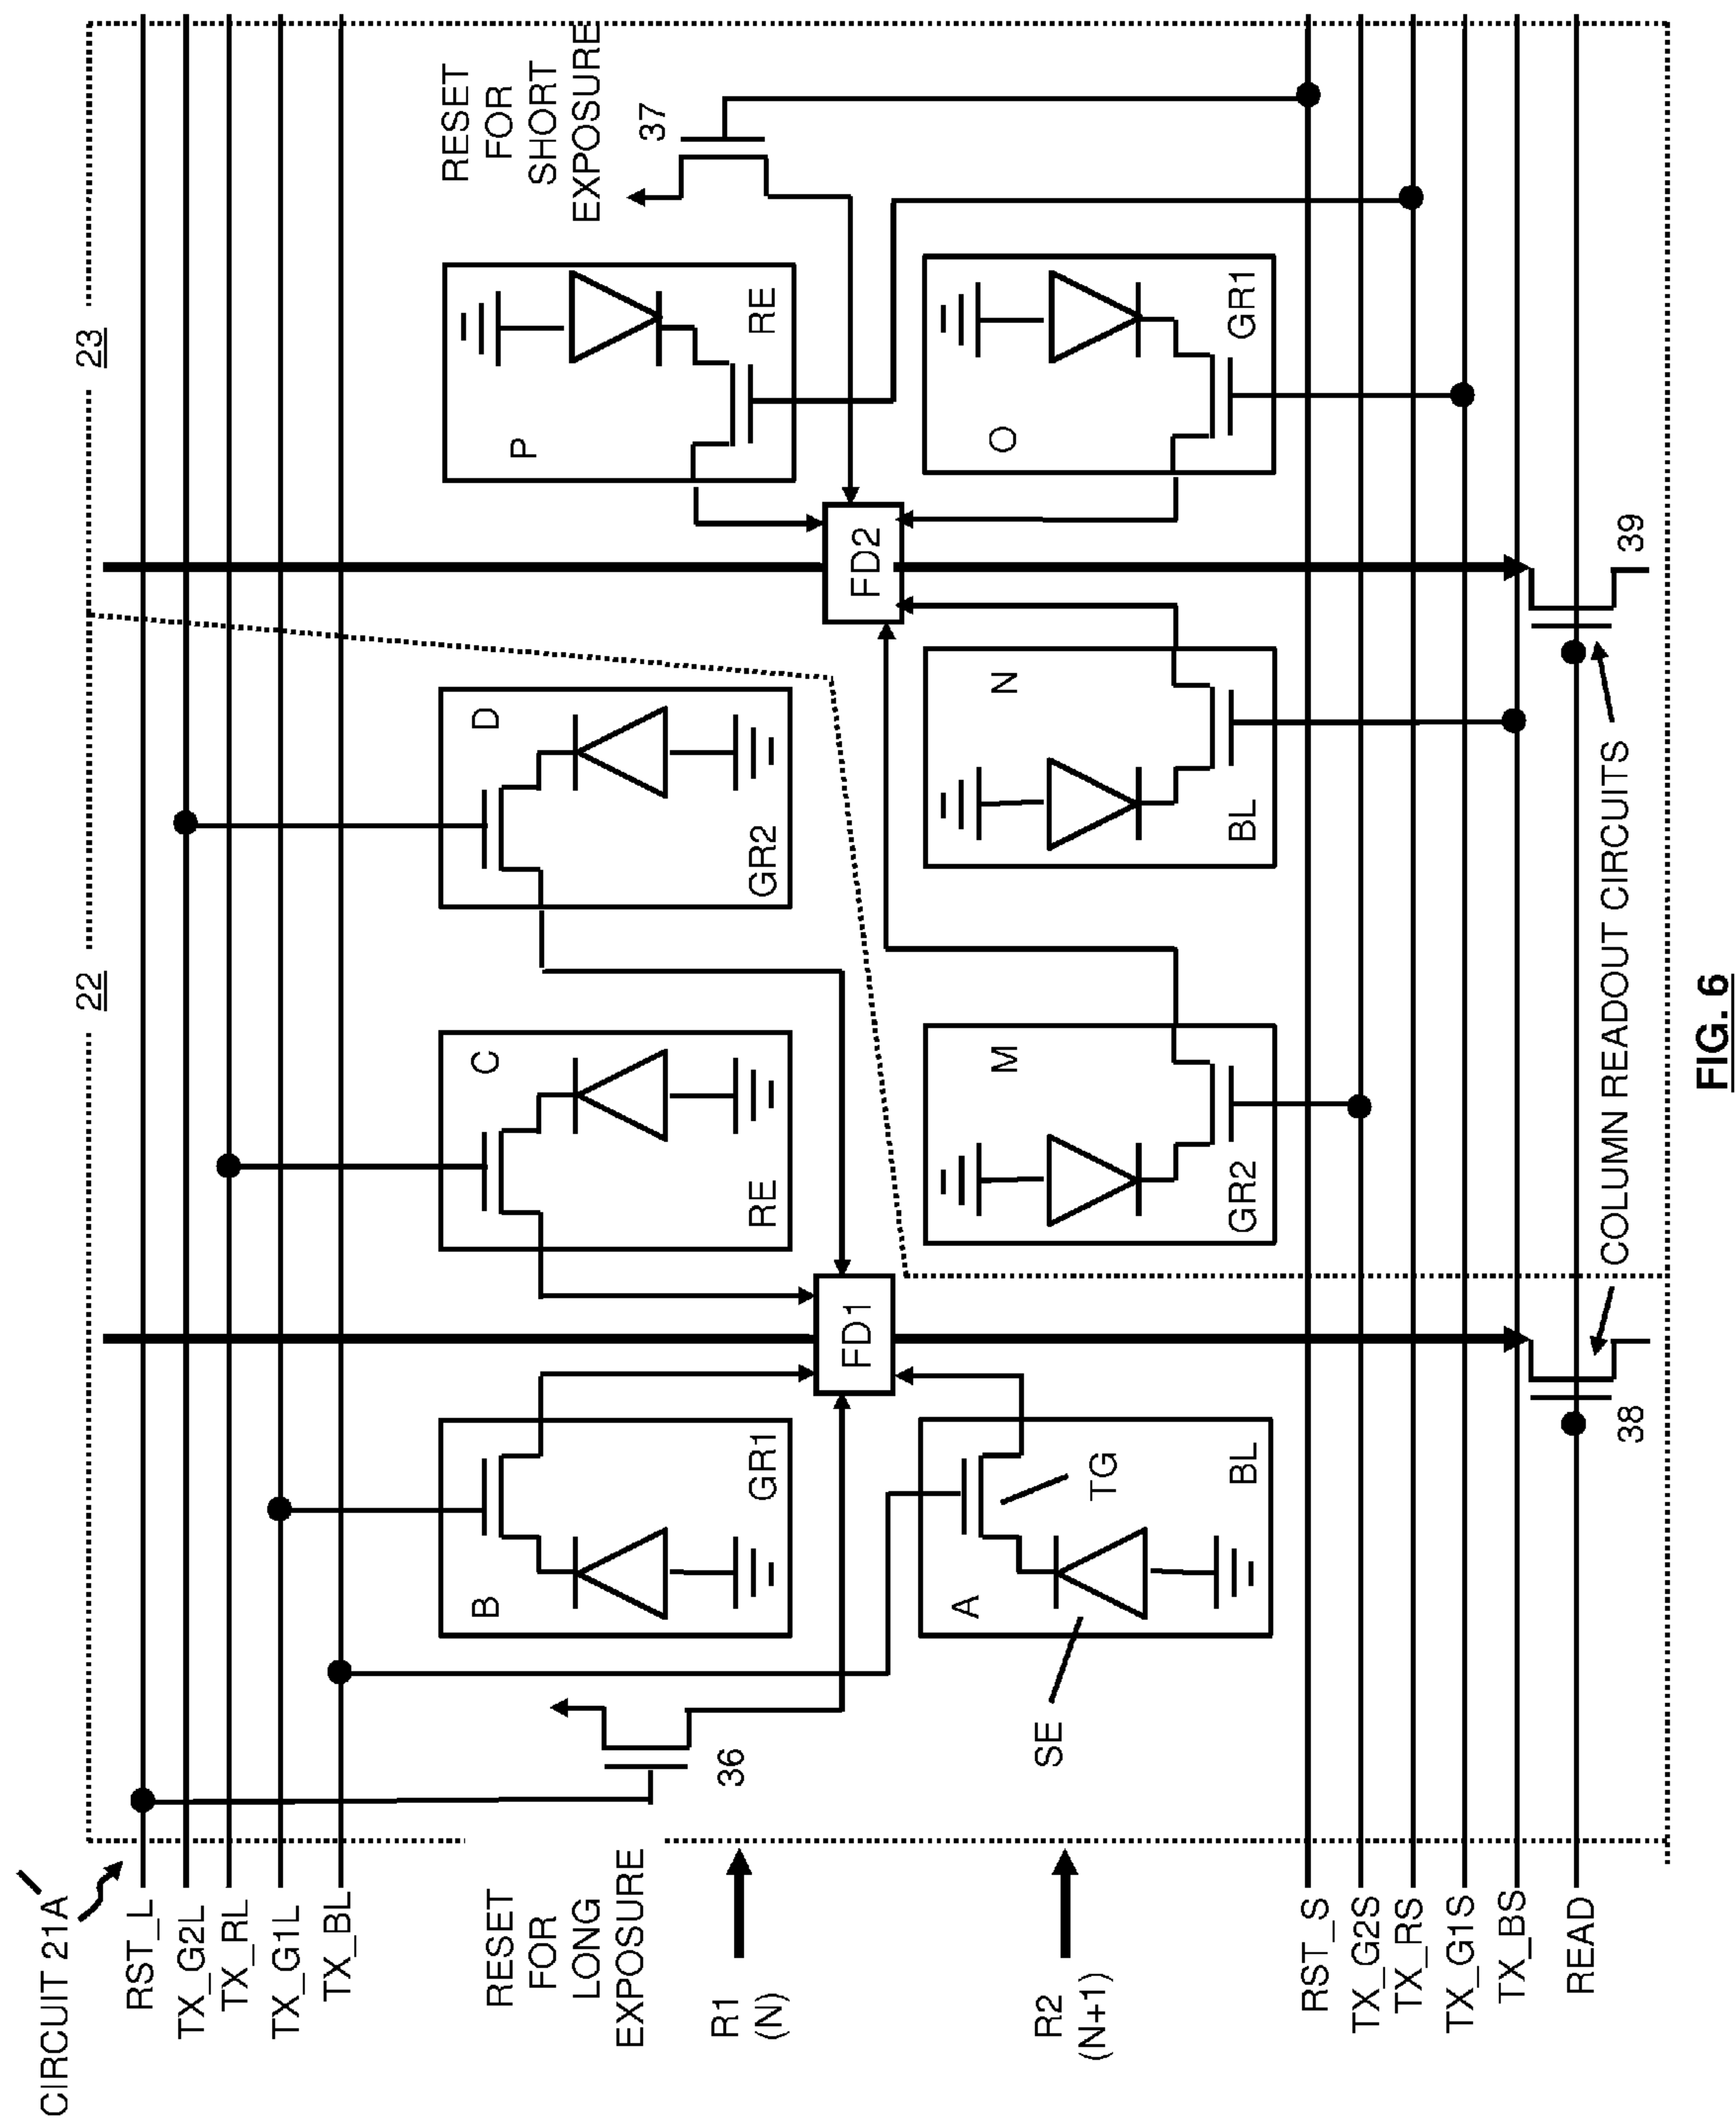 CIRCUIT 21A
22
23
RST_L
TX_G2L
TX_RL
TX_G1L
TX_BL
RESET
FOR
LONG
EXPOSURE
36
R1
(N)
R2
(N+1)
B
GR1
C
RE
D
GR2
P
RE
RESET
FOR
SHORT
EXPOSURE
37
FD1
FD2
SE
A
TG
BL
M
GR2
N
BL
O
GR1
RST_S
TX_G2S
TX_RS
TX_G1S
TX_BS
READ
38
COLUMN READOUT CIRCUITS
39
FIG. 6